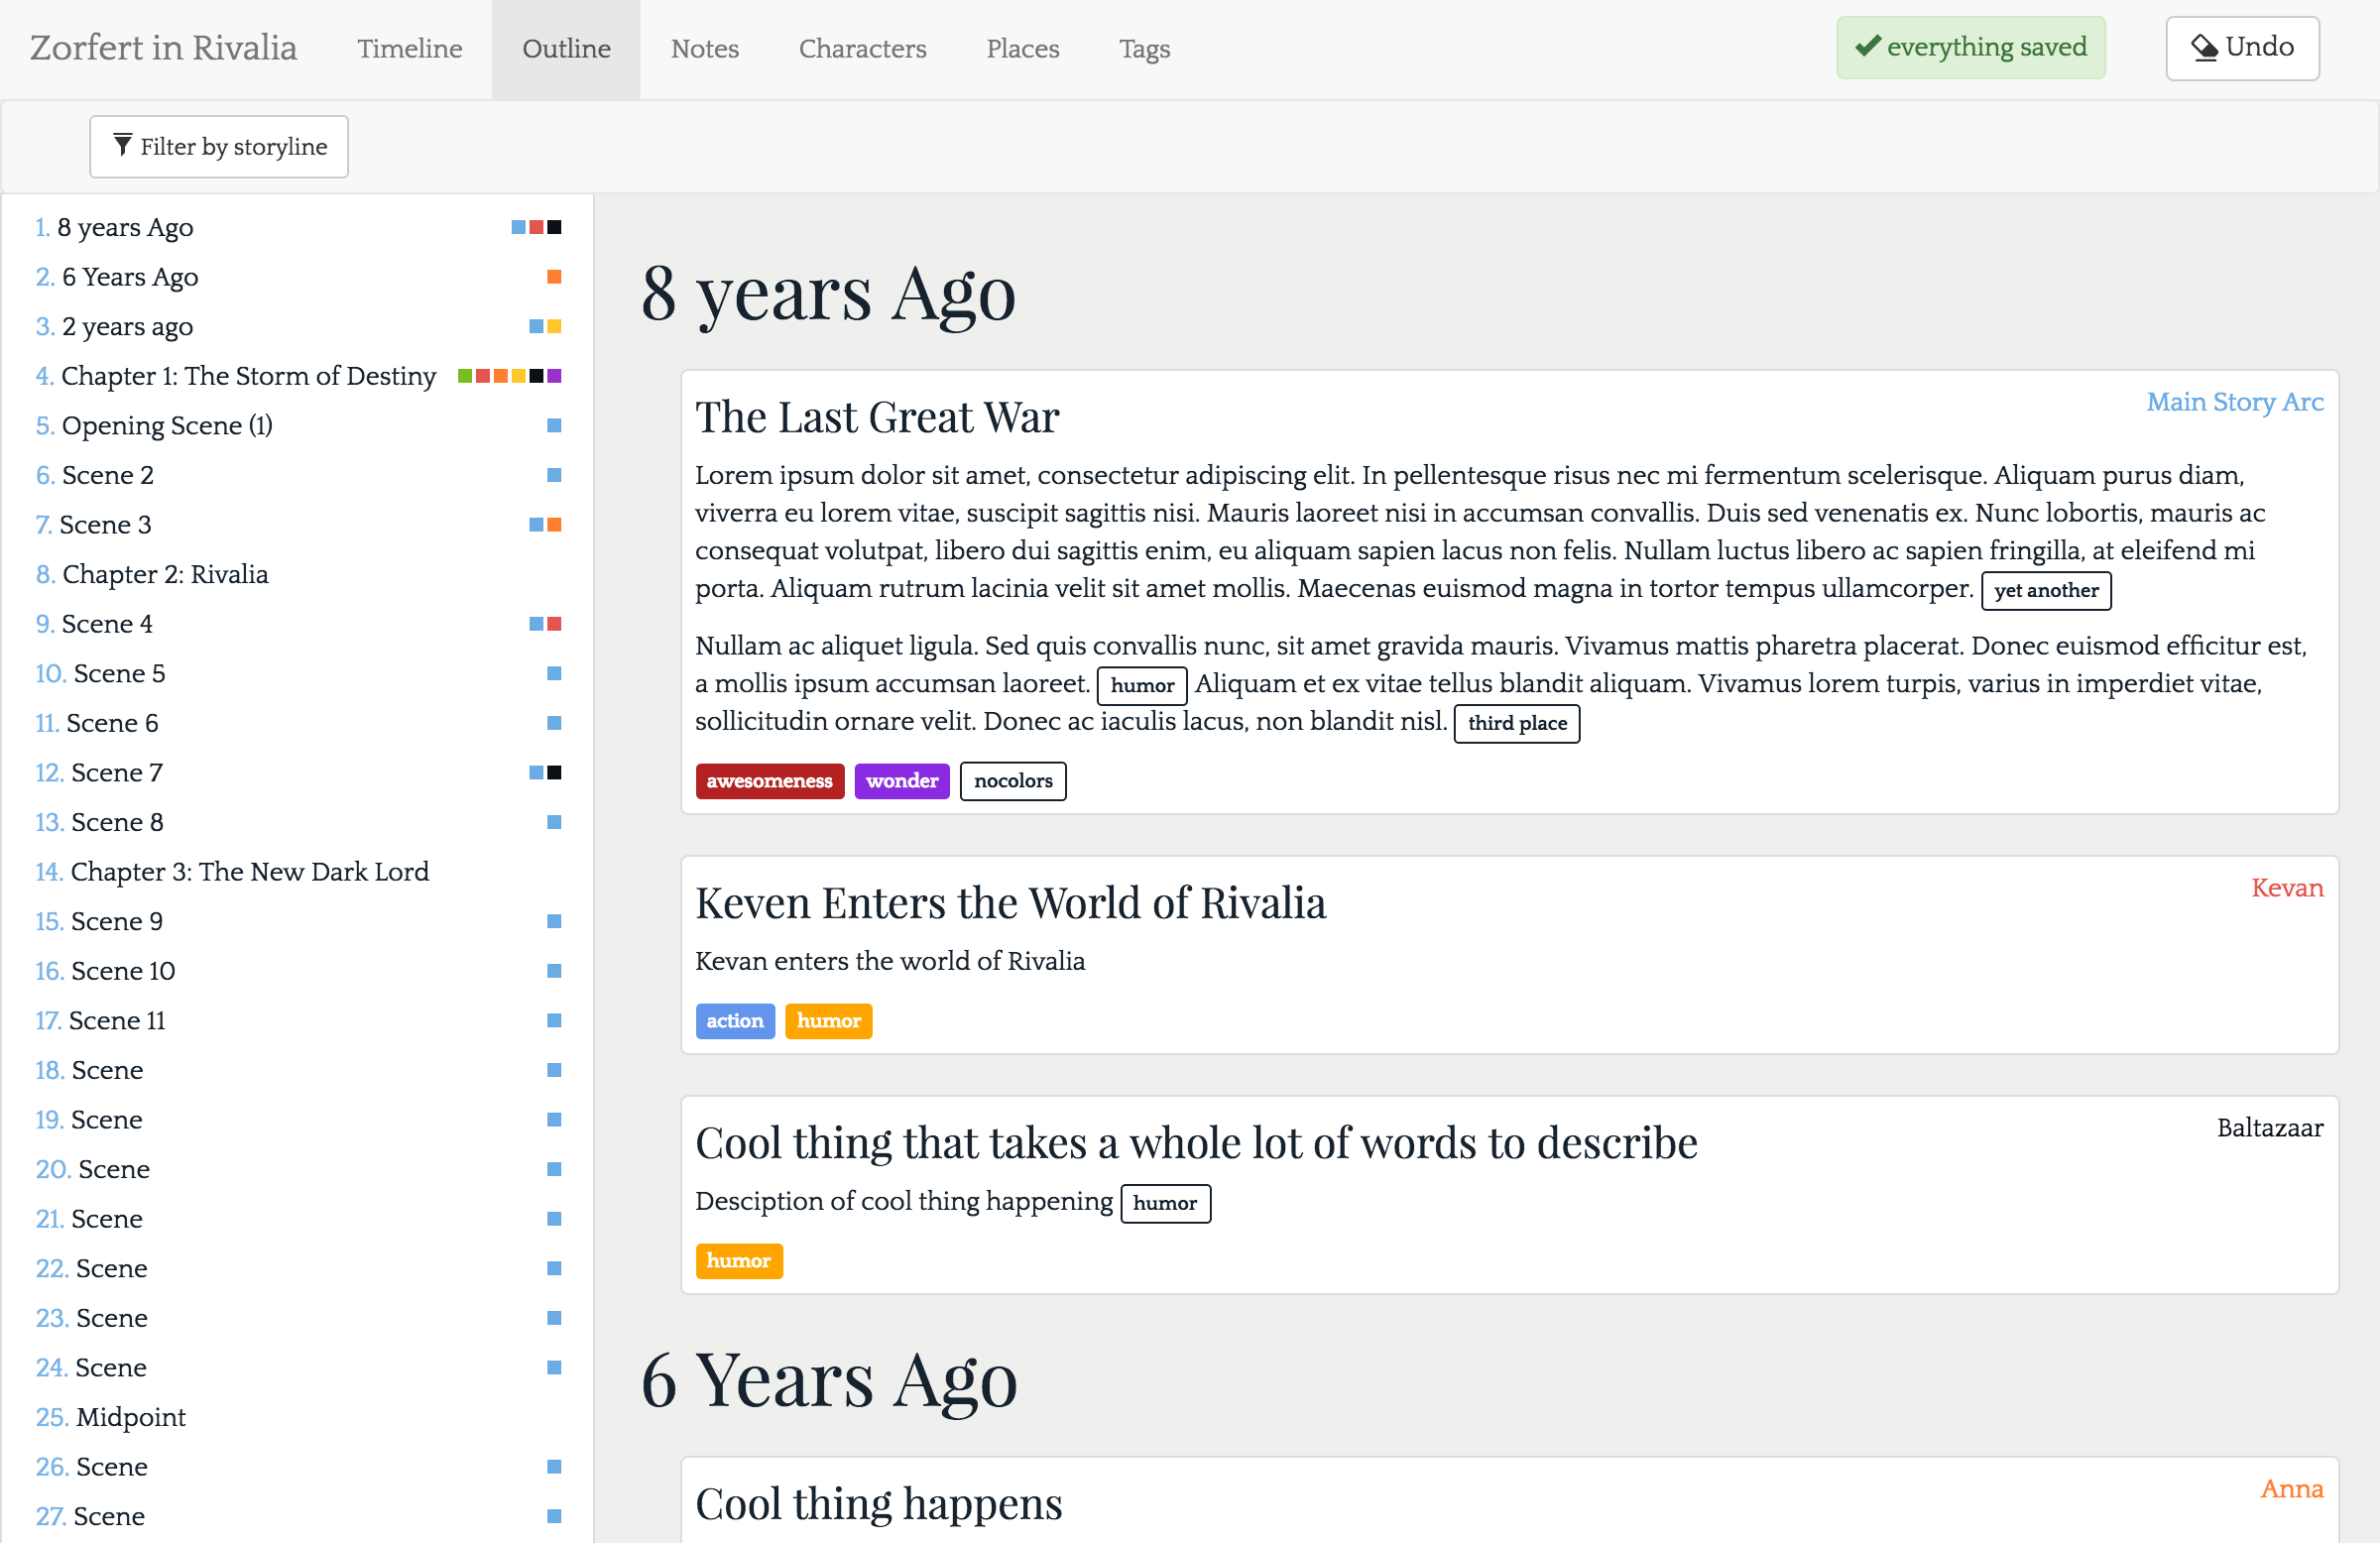 Zorfert in Rivalia Timeline Outline Notes Characters Places Tags everything saved Undo
Filter by storyline
1. 8 years Ago
2. 6 Years Ago
3. 2 years ago
4. Chapter 1: The Storm of Destiny
5. Opening Scene (1)
6. Scene 2
7. Scene 3
8. Chapter 2: Rivalia
9. Scene 4
10. Scene 5
11. Scene 6
12. Scene 7
13. Scene 8
14. Chapter 3: The New Dark Lord
15. Scene 9
16. Scene 10
17. Scene 11
18. Scene
19. Scene
20. Scene
21. Scene
22. Scene
23. Scene
24. Scene
25. Midpoint
26. Scene
27. Scene
8 years Ago
The Last Great War
Main Story Arc
Lorem ipsum dolor sit amet, consectetur adipiscing elit. In pellentesque risus nec mi fermentum scelerisque. Aliquam purus diam,
viverra eu lorem vitae, suscipit sagittis nisi. Mauris laoreet nisi in accumsan convallis. Duis sed venenatis ex. Nunc lobortis, mauris ac
consequat volutpat, libero dui sagittis enim, eu aliquam sapien lacus non felis. Nullam luctus libero ac sapien fringilla, at eleifend mi
porta. Aliquam rutrum lacinia velit sit amet mollis. Maecenas euismod magna in tortor tempus ullamcorper. yet another
Nullam ac aliquet ligula. Sed quis convallis nunc, sit amet gravida mauris. Vivamus mattis pharetra placerat. Donec euismod efficitur est,
a mollis ipsum accumsan laoreet. humor Aliquam et ex vitae tellus blandit aliquam. Vivamus lorem turpis, varius in imperdiet vitae,
sollicitudin ornare velit. Donec ac iaculis lacus, non blandit nisl. third place
awesomeness wonder nocolors
Keven Enters the World of Rivalia
Kevan
Kevan enters the world of Rivalia
action humor
Cool thing that takes a whole lot of words to describe
Baltazaar
Desciption of cool thing happening humor
humor
6 Years Ago
Cool thing happens
Anna